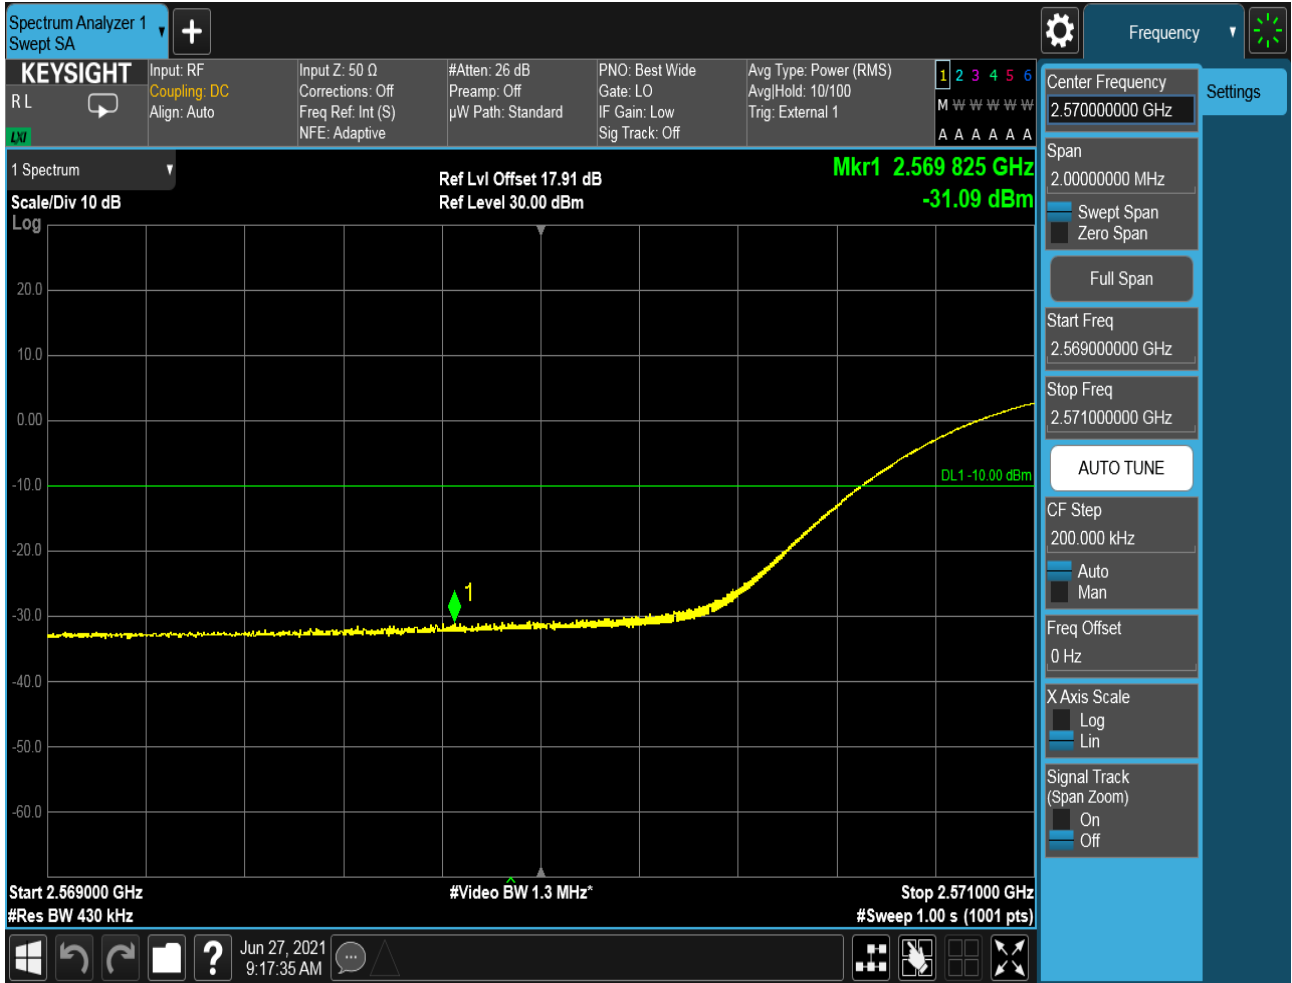 Spectrum Analyzer 1
Swept SA
+
Frequency
KEYSIGHT
R L
LXI
Input: RF
Coupling: DC
Align: Auto
Input Z: 50 Ω
Corrections: Off
Freq Ref: Int (S)
NFE: Adaptive
#Atten: 26 dB
Preamp: Off
µW Path: Standard
PNO: Best Wide
Gate: LO
IF Gain: Low
Sig Track: Off
Avg Type: Power (RMS)
Avg|Hold: 10/100
Trig: External 1
1 2 3 4 5 6
M W W W W W
A A A A A A
Settings
Center Frequency
2.570000000 GHz
Span
2.00000000 MHz
Swept Span
Zero Span
Full Span
Start Freq
2.569000000 GHz
Stop Freq
2.571000000 GHz
AUTO TUNE
CF Step
200.000 kHz
Auto
Man
Freq Offset
0 Hz
X Axis Scale
Log
Lin
Signal Track
(Span Zoom)
On
Off
1 Spectrum
Scale/Div 10 dB
Log
Ref Lvl Offset 17.91 dB
Ref Level 30.00 dBm
Mkr1 2.569 825 GHz
-31.09 dBm
20.0
10.0
0.00
-10.0
-20.0
-30.0
-40.0
-50.0
-60.0
DL1 -10.00 dBm
1
Start 2.569000 GHz
#Res BW 430 kHz
#Video BW 1.3 MHz*
Stop 2.571000 GHz
#Sweep 1.00 s (1001 pts)
?
Jun 27, 2021
9:17:35 AM